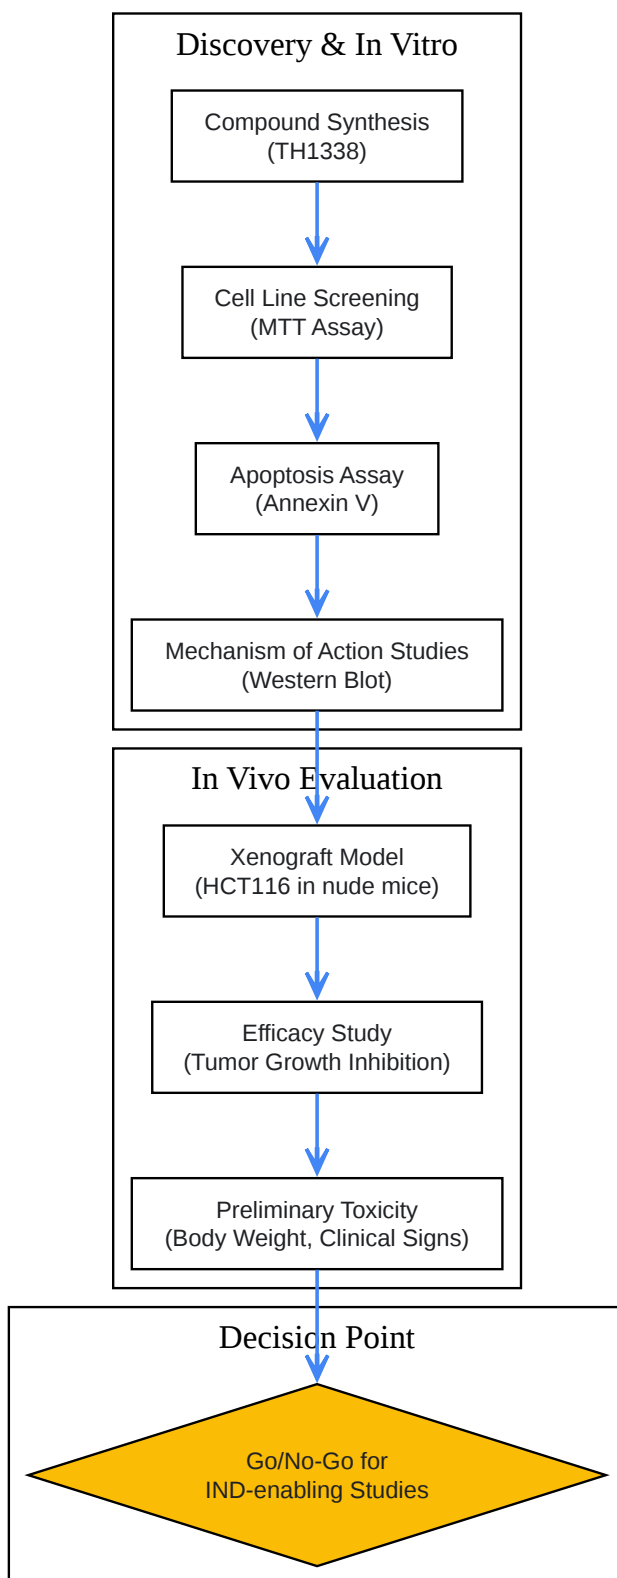 Discovery & In Vitro
Compound Synthesis
(TH1338)
Cell Line Screening
(MTT Assay)
Apoptosis Assay
(Annexin V)
Mechanism of Action Studies
(Western Blot)
In Vivo Evaluation
Xenograft Model
(HCT116 in nude mice)
Efficacy Study
(Tumor Growth Inhibition)
Preliminary Toxicity
(Body Weight, Clinical Signs)
Decision Point
Go/No-Go for
IND-enabling Studies